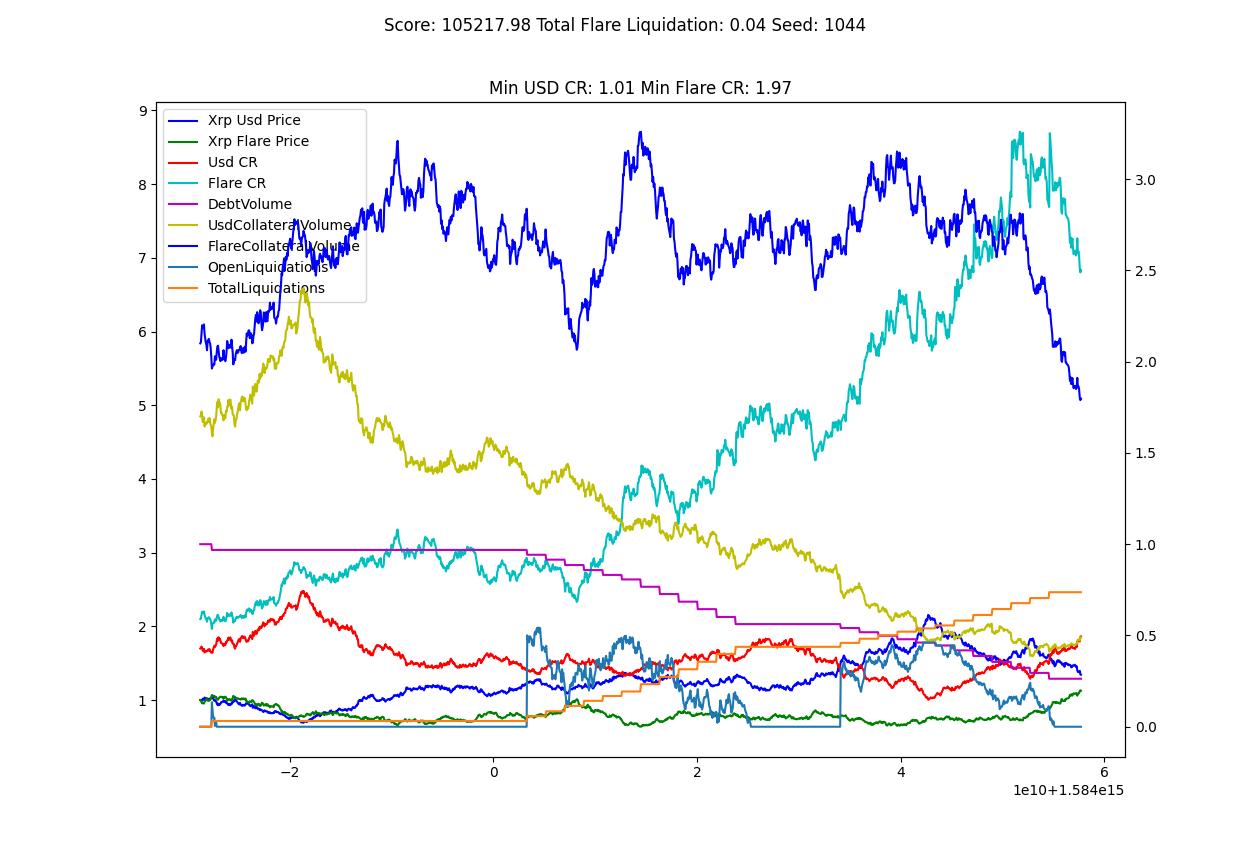 Score: 105217.98 Total Flare Liquidation: 0.04 Seed: 1044
Min USD CR: 1.01 Min Flare CR: 1.97
Xrp Usd Price
Xrp Flare Price
Usd CR
Flare CR
DebtVolume
UsdCollateralVolume
FlareCollateralVolume
OpenLiquidations
TotalLiquidations
9
8
7
6
5
4
3
2
1
3.0
2.5
2.0
1.5
1.0
0.5
0.0
−2
0
2
4
6
1e10+1.584e15